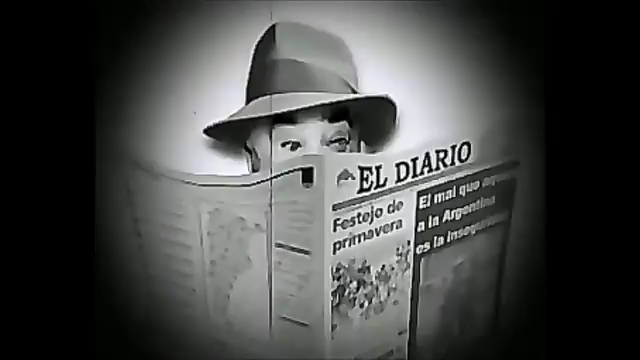 EL DIARIO
Festejo de
primavera
El mal que
a la Argentina
es la